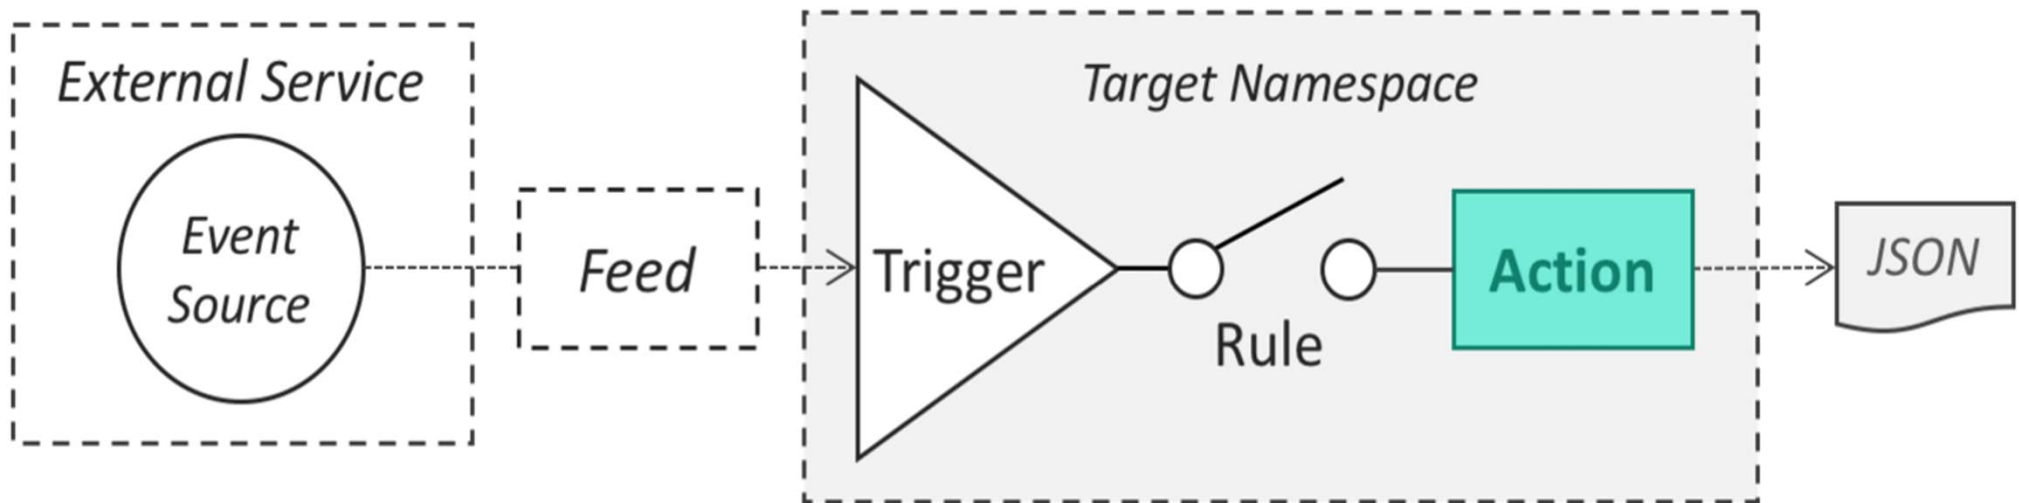 External Service
Event
Source
Feed
Target Namespace
Trigger
Rule
Action
JSON